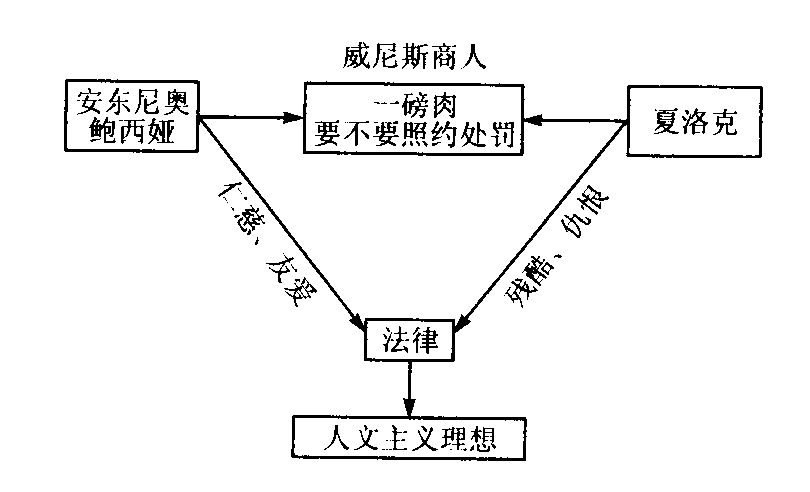 威尼斯商人
安东尼奥
鲍西娅
一磅肉
要不要照约处罚
夏洛克
仁慈、友爱
残酷、仇恨
法律
人文主义理想